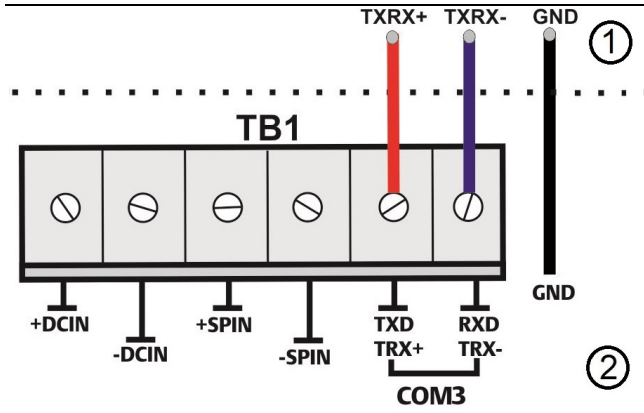 TXRX+ TXRX- GND
1
TB1
GND
+DCIN +SPIN TXD RXD
-DCIN -SPIN TRX+ TRX-
2
COM3